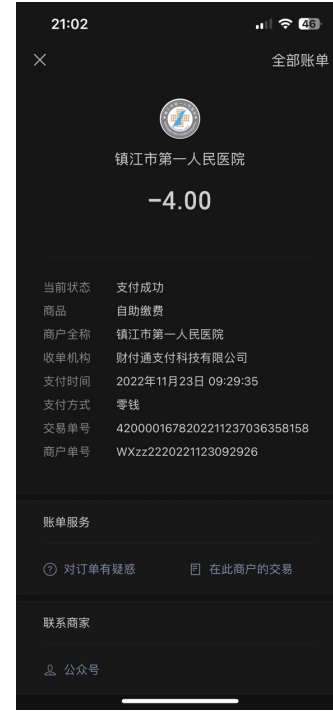 21:02
46
全部账单
镇江市第一人民医院
-4.00
当前状态 支付成功
商品 自助缴费
商户全称 镇江市第一人民医院
收单机构 财付通支付科技有限公司
支付时间 2022年11月23日 09:29:35
支付方式 零钱
交易单号 4200001678202211237036358158
商户单号 WXzz2220221123092926
账单服务
对订单有疑惑 在此商户的交易
联系商家
公众号